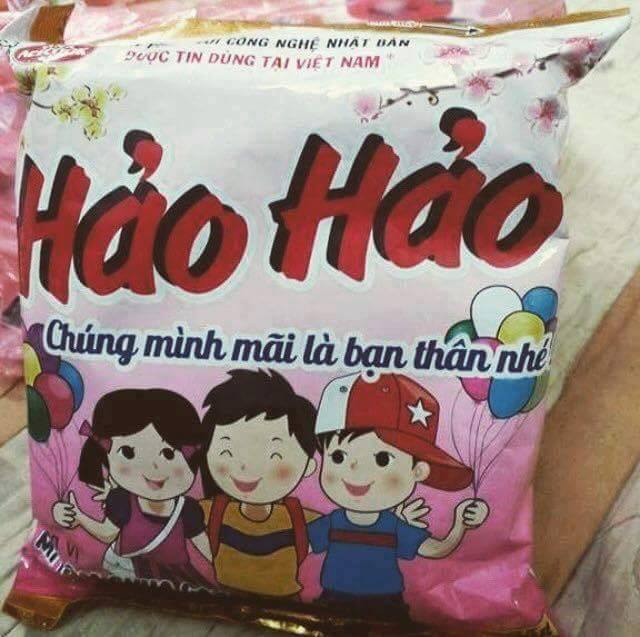 CÔNG NGHỆ NHẬT BẢN
ĐƯỢC TIN DÙNG TẠI VIỆT NAM
Hảo Hảo
Chúng mình mãi là bạn thân nhé
VỊ